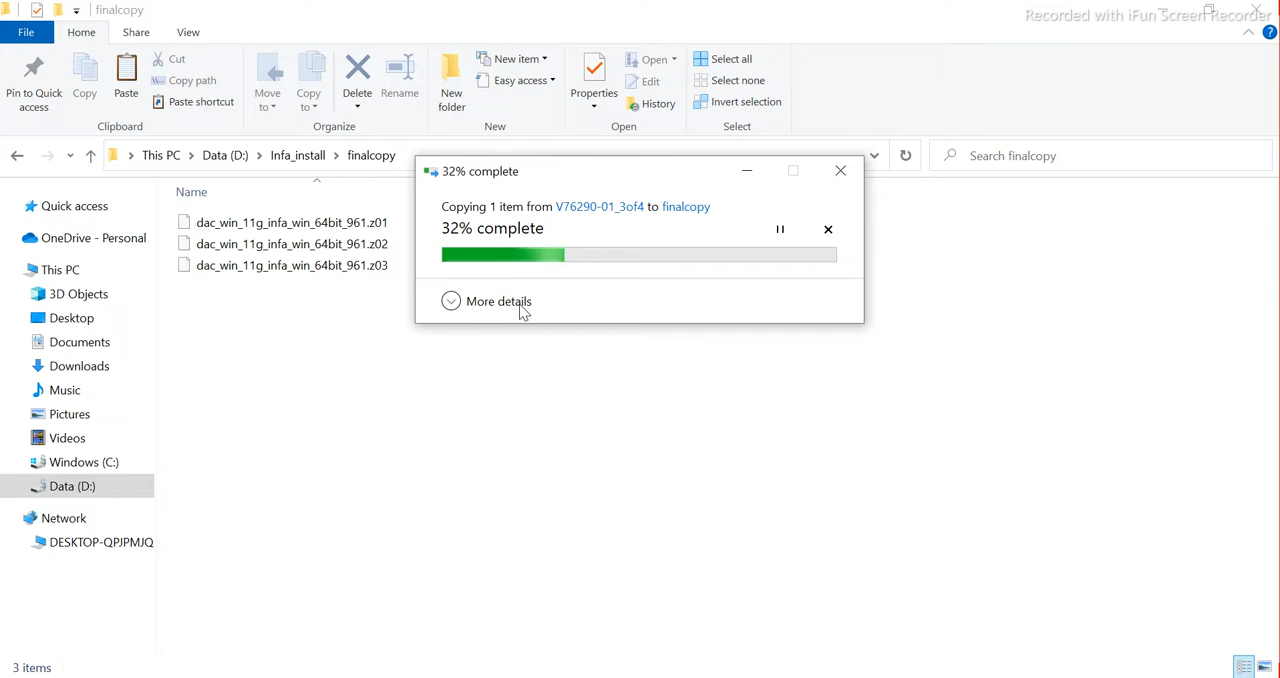 finalcopy
Recorded with iFun Screen Recorder
File
Home
Share
View
Pin to Quick access
Copy
Paste
Cut
Copy path
Paste shortcut
Clipboard
Move to
Copy to
Delete
Rename
Organize
New folder
New item
Easy access
New
Properties
Open
Edit
History
Open
Select all
Select none
Invert selection
Select
This PC > Data (D:) > Infa_install > finalcopy
Search finalcopy
Quick access
OneDrive - Personal
This PC
3D Objects
Desktop
Documents
Downloads
Music
Pictures
Videos
Windows (C:)
Data (D:)
Network
DESKTOP-QPJPMJQ
Name
dac_win_11g_infa_win_64bit_961.z01
dac_win_11g_infa_win_64bit_961.z02
dac_win_11g_infa_win_64bit_961.z03
32% complete
Copying 1 item from V76290-01_3of4 to finalcopy
32% complete
More details
3 items